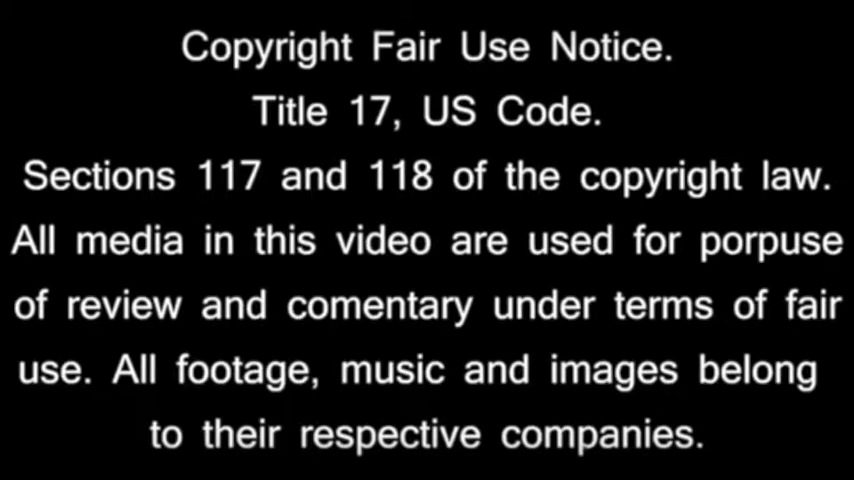 Copyright Fair Use Notice.
Title 17, US Code.
Sections 117 and 118 of the copyright law.
All media in this video are used for porpuse
of review and comentary under terms of fair
use. All footage, music and images belong
to their respective companies.